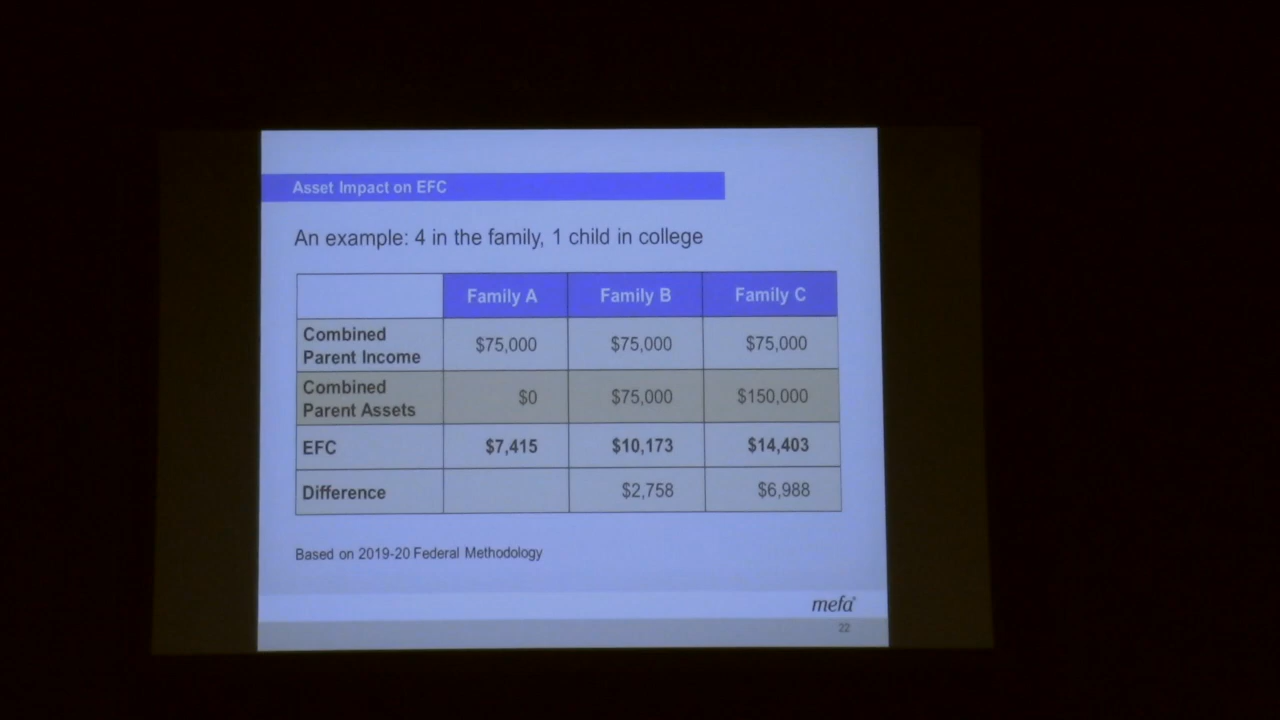 Asset Impact on EFC
An example: 4 in the family, 1 child in college
Family A Family B Family C
Combined
Parent Income $75,000 $75,000 $75,000
Combined
Parent Assets $0 $75,000 $150,000
EFC $7,415 $10,173 $14,403
Difference $2,758 $6,988
Based on 2019-20 Federal Methodology
mefa
22